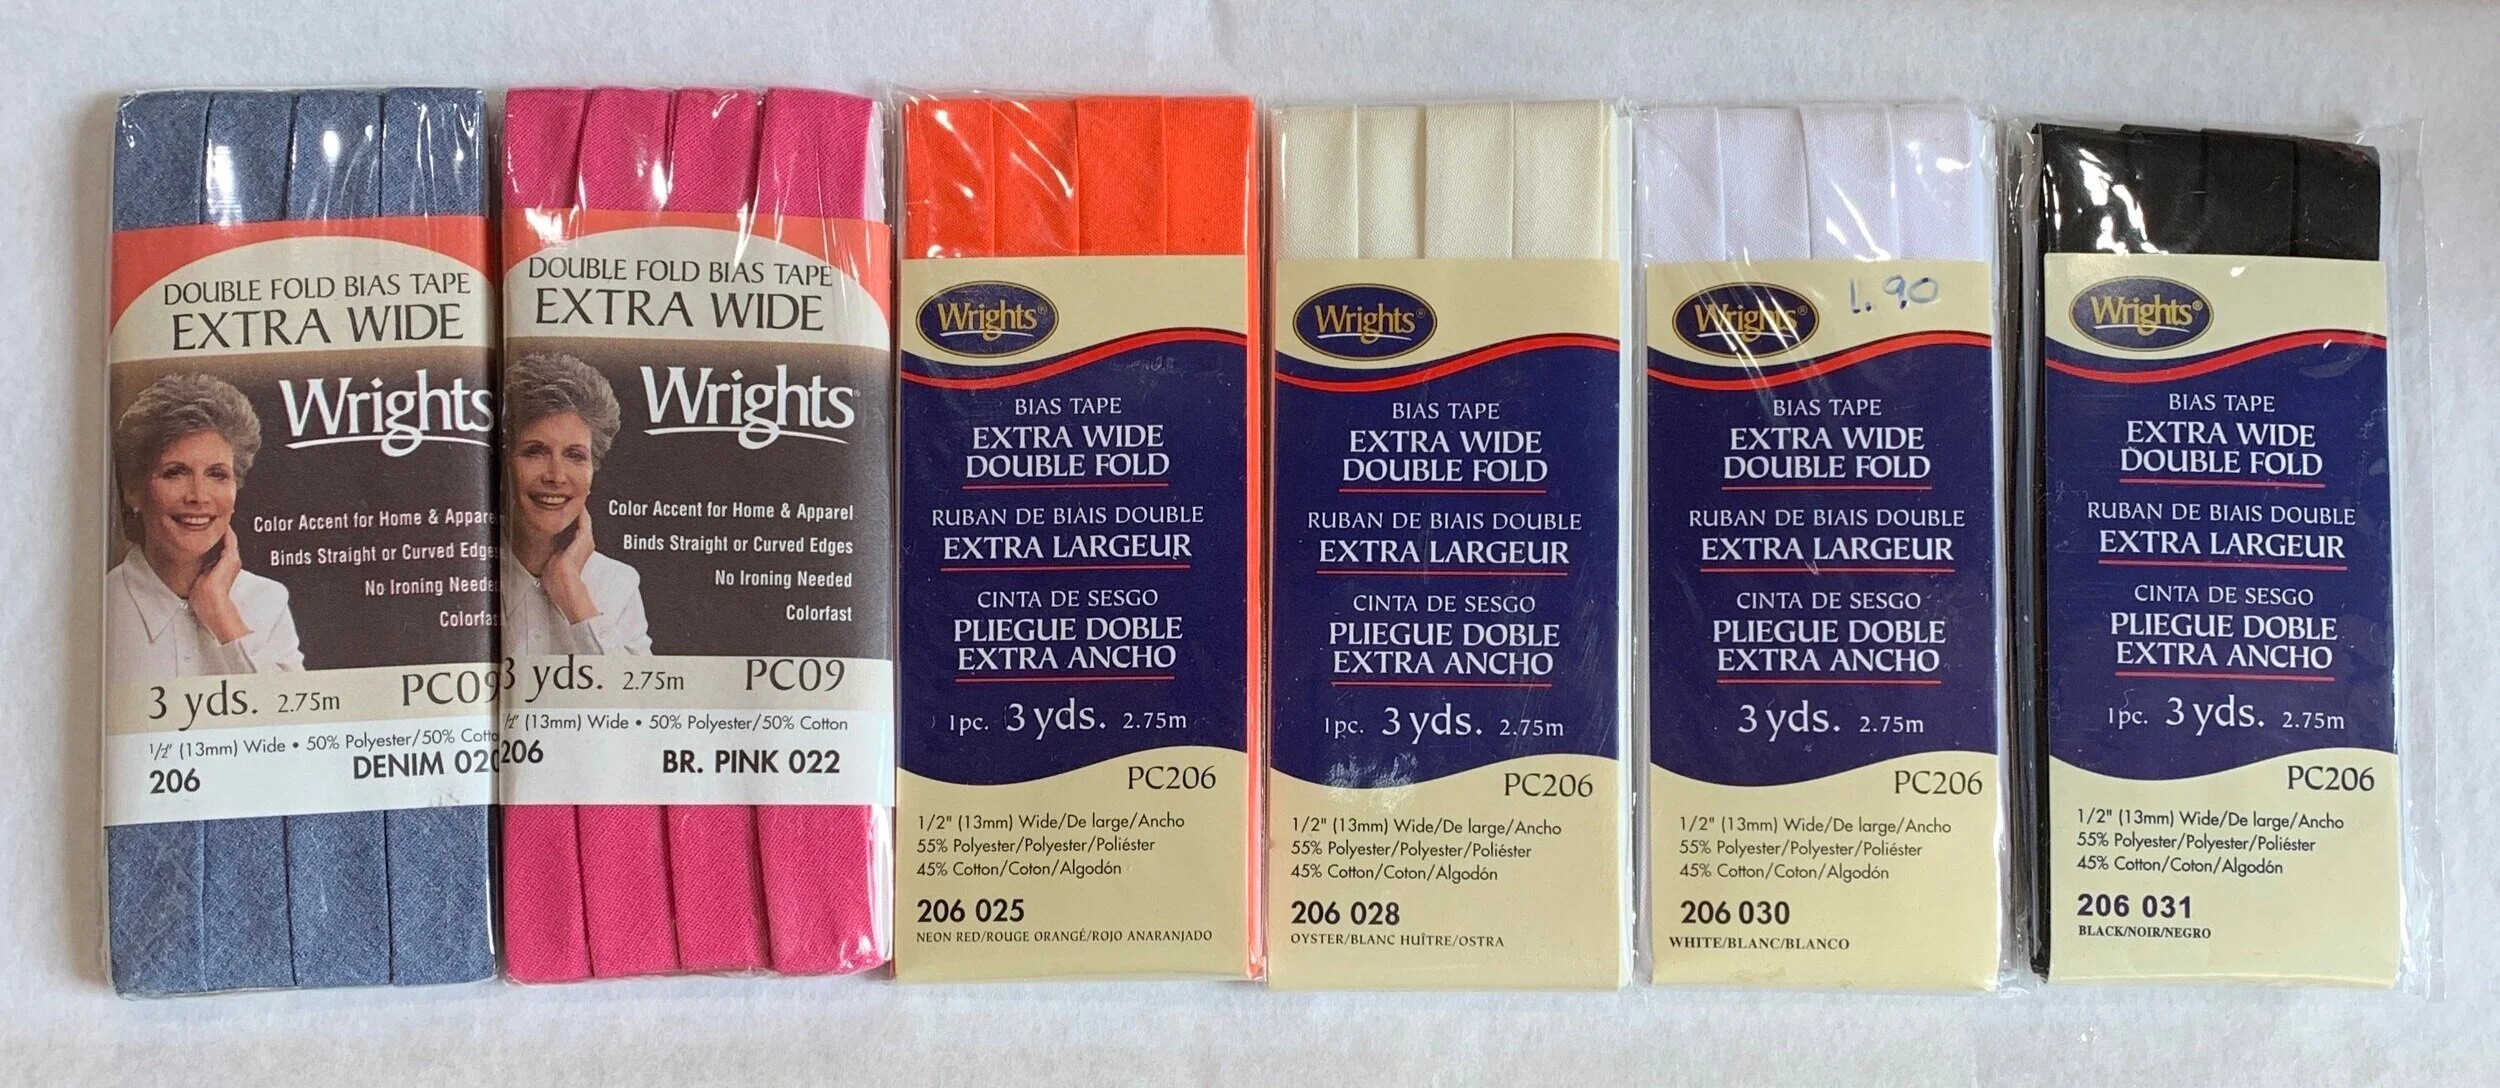 DOUBLE FOLD BIAS TAPE
EXTRA WIDE
Wrights
Color Accent for Home & Appare
Binds Straight or Curved Edge
No Ironing Neede
Colorfas
3 yds. 2.75m PC09
1/2" (13mm) Wide • 50% Polyester/50% Cotto
206 DENIM 020
DOUBLE FOLD BIAS TAPE
EXTRA WIDE
Wrights
Color Accent for Home & Apparel
Binds Straight or Curved Edges
No Ironing Needed
Colorfast
3 yds. 2.75m PC09
1/2" (13mm) Wide • 50% Polyester/50% Cotton
206 BR. PINK 022
Wrights®
BIAS TAPE
EXTRA WIDE
DOUBLE FOLD
RUBAN DE BIAIS DOUBLE
EXTRA LARGEUR
CINTA DE SESGO
PLIEGUE DOBLE
EXTRA ANCHO
1pc. 3 yds. 2.75m
PC206
1/2" (13mm) Wide/De large/Ancho
55% Polyester/Polyester/Poliéster
45% Cotton/Coton/Algodón
206 025
NEON RED/ROUGE ORANGÉ/ROJO ANARANJADO
Wrights®
BIAS TAPE
EXTRA WIDE
DOUBLE FOLD
RUBAN DE BIAIS DOUBLE
EXTRA LARGEUR
CINTA DE SESGO
PLIEGUE DOBLE
EXTRA ANCHO
1pc. 3 yds. 2.75m
PC206
1/2" (13mm) Wide/De large/Ancho
55% Polyester/Polyester/Poliéster
45% Cotton/Coton/Algodón
206 028
OYSTER/BLANC HUÎTRE/OSTRA
Wrights® 1.90
BIAS TAPE
EXTRA WIDE
DOUBLE FOLD
RUBAN DE BIAIS DOUBLE
EXTRA LARGEUR
CINTA DE SESGO
PLIEGUE DOBLE
EXTRA ANCHO
3 yds. 2.75m
PC206
1/2" (13mm) Wide/De large/Ancho
55% Polyester/Polyester/Poliéster
45% Cotton/Coton/Algodón
206 030
WHITE/BLANC/BLANCO
Wrights®
BIAS TAPE
EXTRA WIDE
DOUBLE FOLD
RUBAN DE BIAIS DOUBLE
EXTRA LARGEUR
CINTA DE SESGO
PLIEGUE DOBLE
EXTRA ANCHO
1pc. 3 yds. 2.75m
PC206
1/2" (13mm) Wide/De large/Ancho
55% Polyester/Polyester/Poliéster
45% Cotton/Coton/Algodón
206 031
BLACK/NOIR/NEGRO